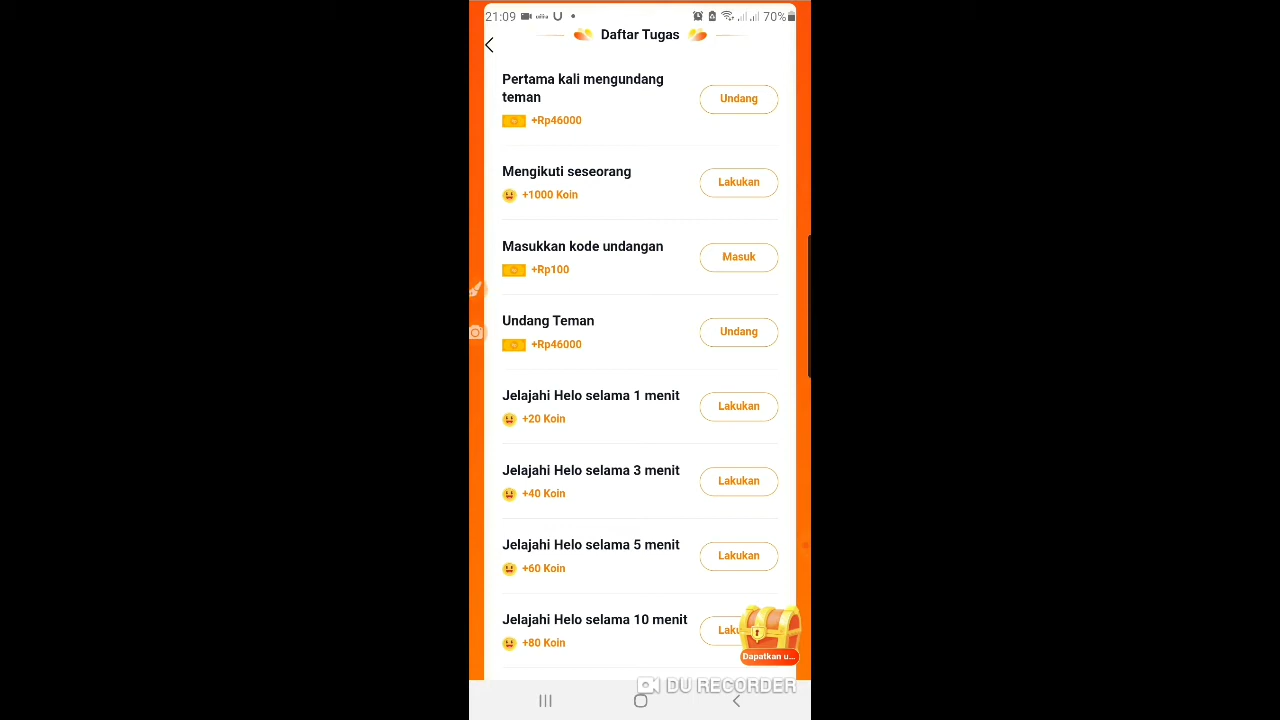 21:09
70%
Daftar Tugas
Pertama kali mengundang
teman
Undang
+Rp46000
Mengikuti seseorang
Lakukan
+1000 Koin
Masukkan kode undangan
Masuk
+Rp100
Undang Teman
Undang
+Rp46000
Jelajahi Helo selama 1 menit
Lakukan
+20 Koin
Jelajahi Helo selama 3 menit
Lakukan
+40 Koin
Jelajahi Helo selama 5 menit
Lakukan
+60 Koin
Jelajahi Helo selama 10 menit
+80 Koin
Dapatkan u...
DU RECORDER